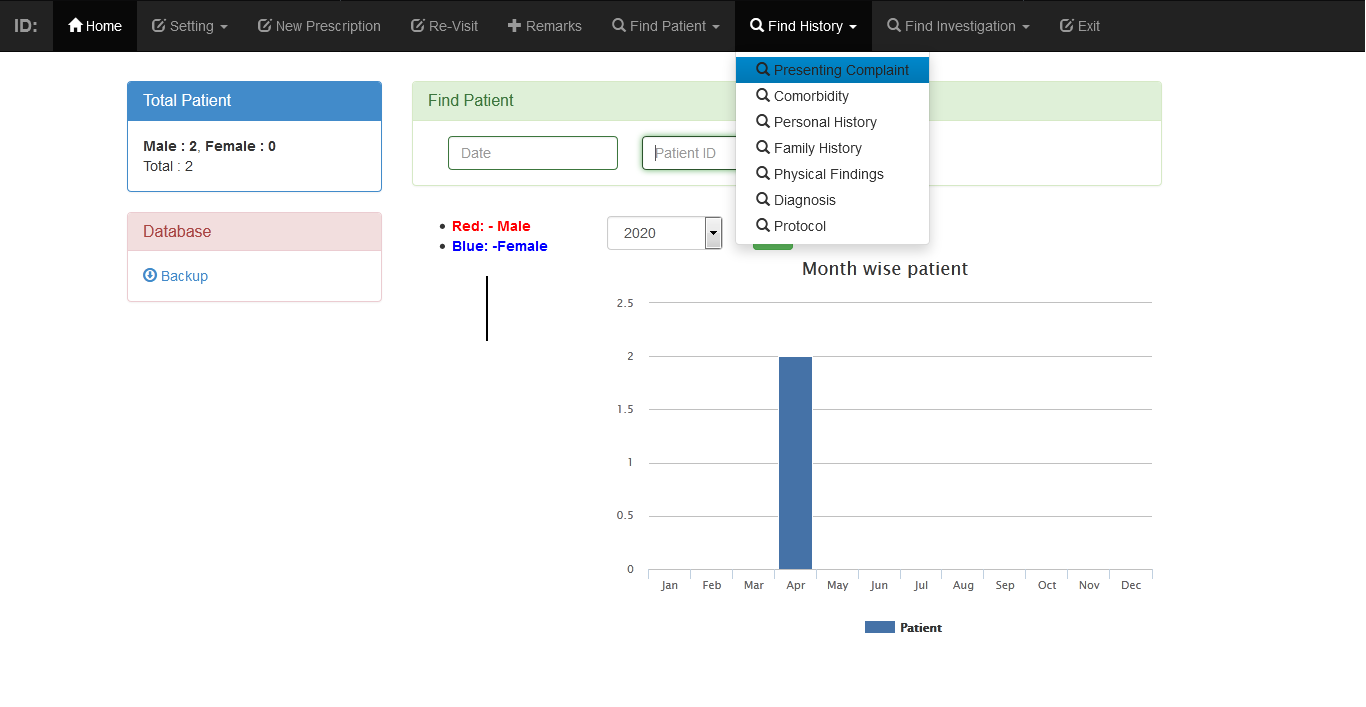 ID: Home Setting New Prescription Re-Visit Remarks Find Patient Find History Find Investigation Exit
Presenting Complaint
Comorbidity
Personal History
Family History
Physical Findings
Diagnosis
Protocol
Total Patient
Male : 2, Female : 0
Total : 2
Database
Backup
Find Patient
Date Patient ID
Red: - Male
Blue: -Female
2020
Month wise patient
2.5
2
1.5
1
0.5
0
Jan Feb Mar Apr May Jun Jul Aug Sep Oct Nov Dec
Patient